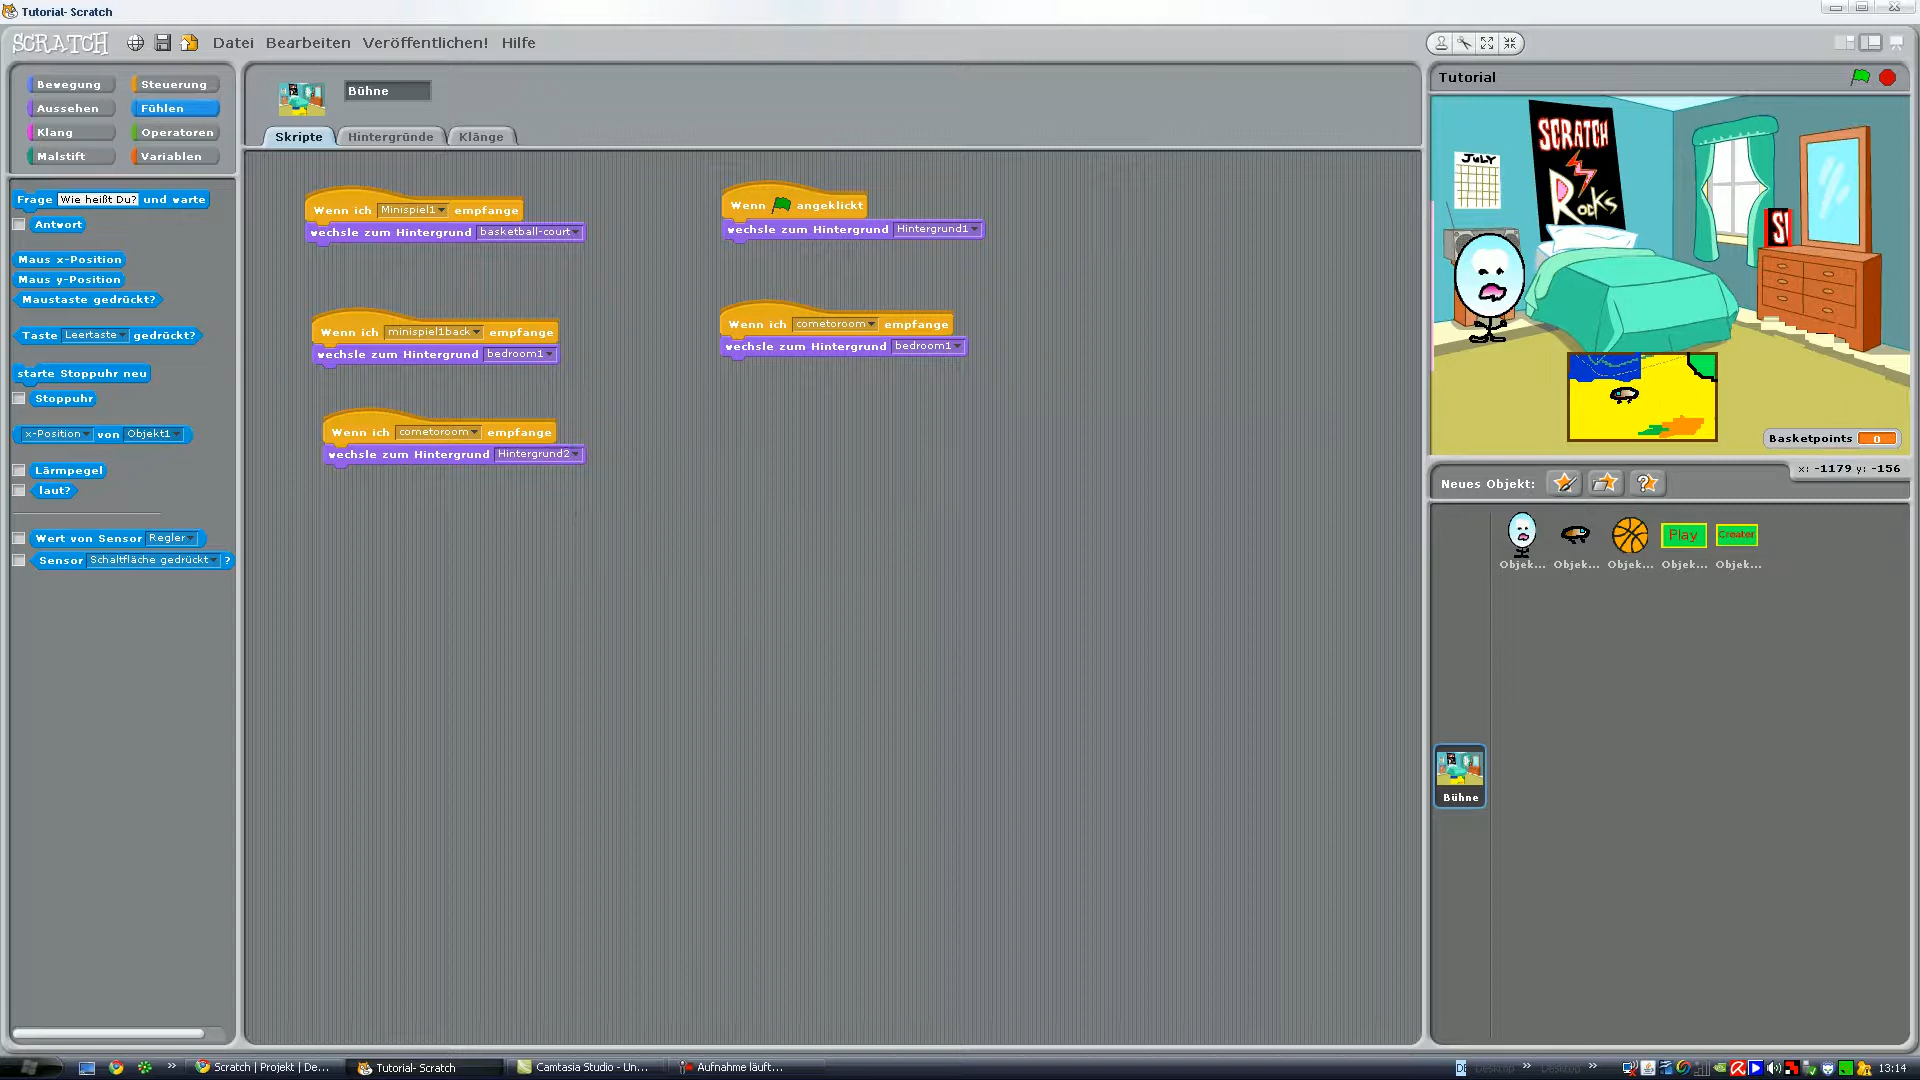 Tutorial- Scratch
SCRATCH
Datei Bearbeiten Veröffentlichen! Hilfe
Bewegung Steuerung
Aussehen Fühlen
Klang Operatoren
Malstift Variablen
Frage Wie heißt Du? und warte
Antwort
Maus x-Position
Maus y-Position
Maustaste gedrückt?
Taste Leertaste gedrückt?
starte Stoppuhr neu
Stoppuhr
x-Position von Objekt1
Lärmpegel
laut?
Wert von Sensor Regler
Sensor Schaltfläche gedrückt ?
Bühne
Skripte Hintergründe Klänge
Wenn ich Minispiel1 empfange
wechsle zum Hintergrund basketball-court
Wenn ich minispiel1back empfange
wechsle zum Hintergrund bedroom1
Wenn ich cometoroom empfange
wechsle zum Hintergrund Hintergrund2
Wenn angeklickt
wechsle zum Hintergrund Hintergrund1
Wenn ich cometoroom empfange
wechsle zum Hintergrund bedroom1
Tutorial
JULY
SCRATCH
Rocks
Basketpoints 0
x: -1179 y: -156
Neues Objekt:
Play Creator
Objek... Objek... Objek... Objek... Objek...
Bühne
Scratch | Projekt | De... Tutorial- Scratch Camtasia Studio - Un... Aufnahme läuft... DE Desktop Desktop 13:14